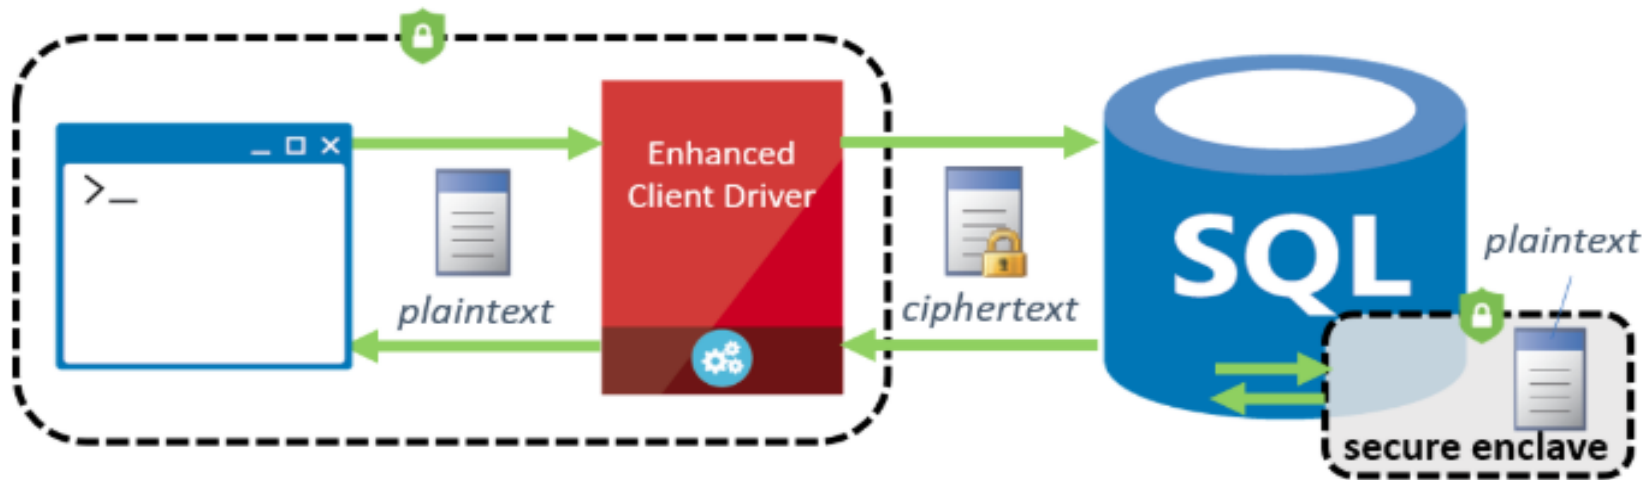 >_
Enhanced
Client Driver
plaintext
ciphertext
SQL
plaintext
secure enclave